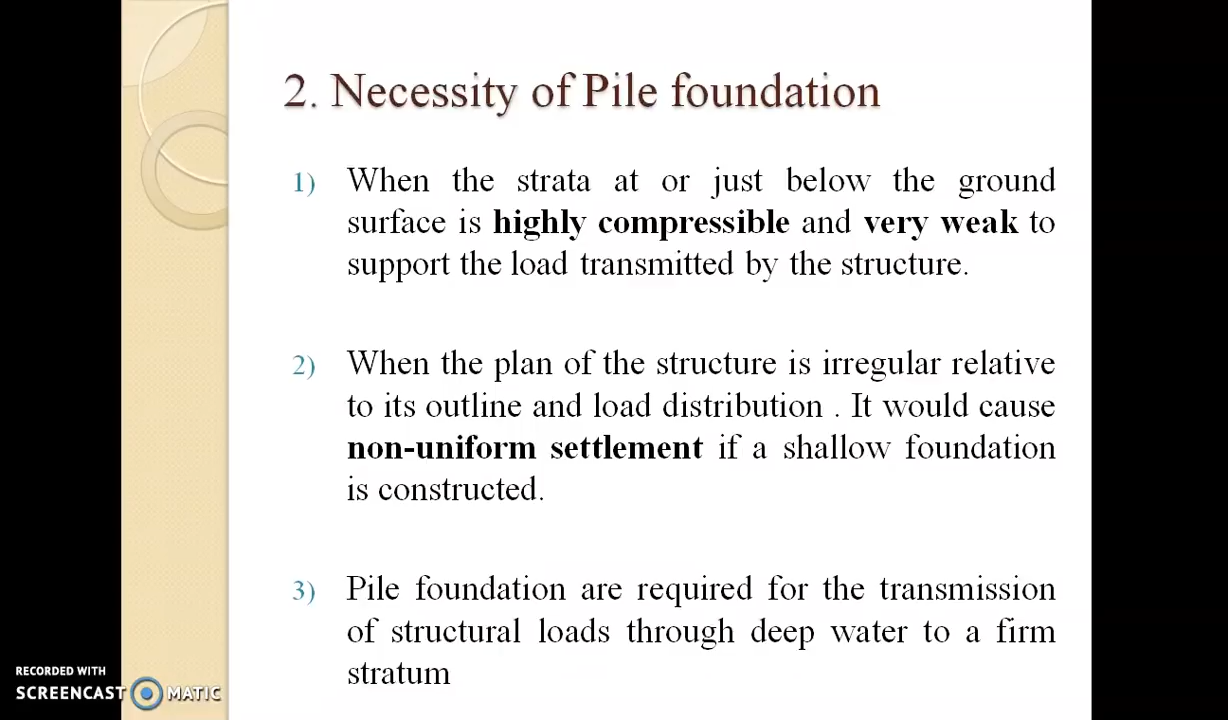 2. Necessity of Pile foundation
1) When the strata at or just below the ground
surface is highly compressible and very weak to
support the load transmitted by the structure.
2) When the plan of the structure is irregular relative
to its outline and load distribution . It would cause
non-uniform settlement if a shallow foundation
is constructed.
3) Pile foundation are required for the transmission
of structural loads through deep water to a firm
stratum
RECORDED WITH
SCREENCAST MATIC